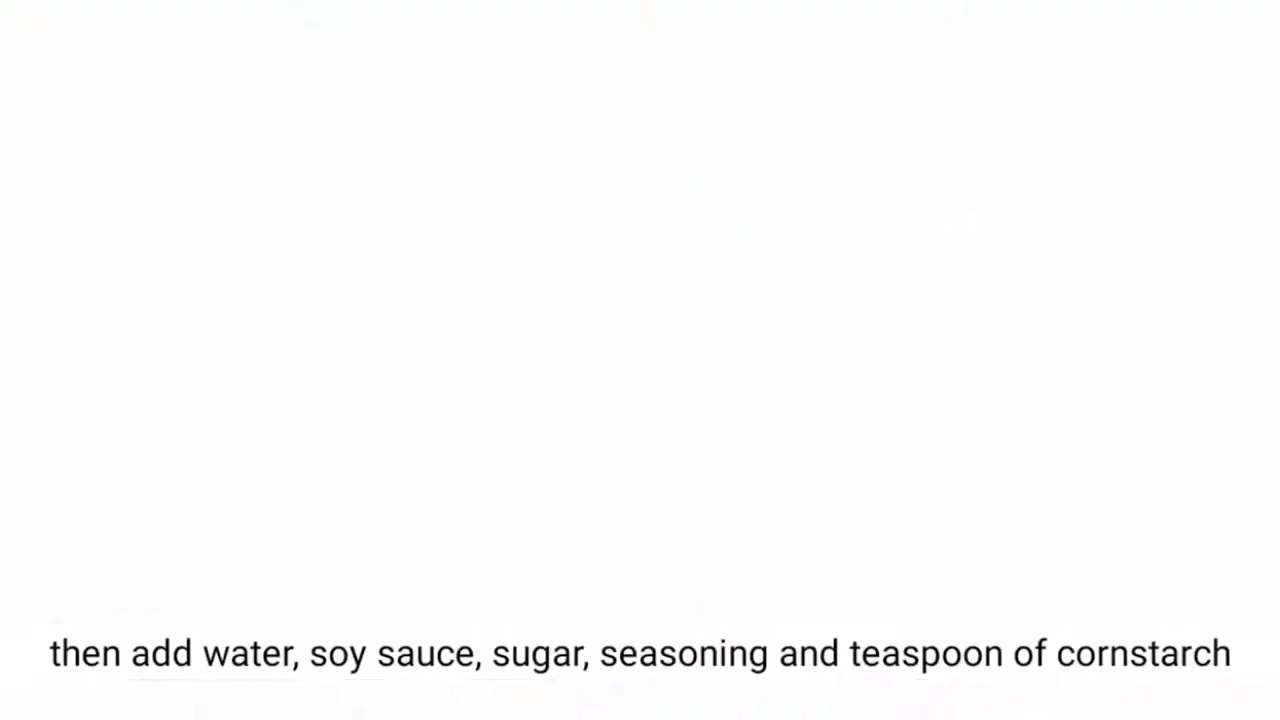 then add water, soy sauce, sugar, seasoning and teaspoon of cornstarch